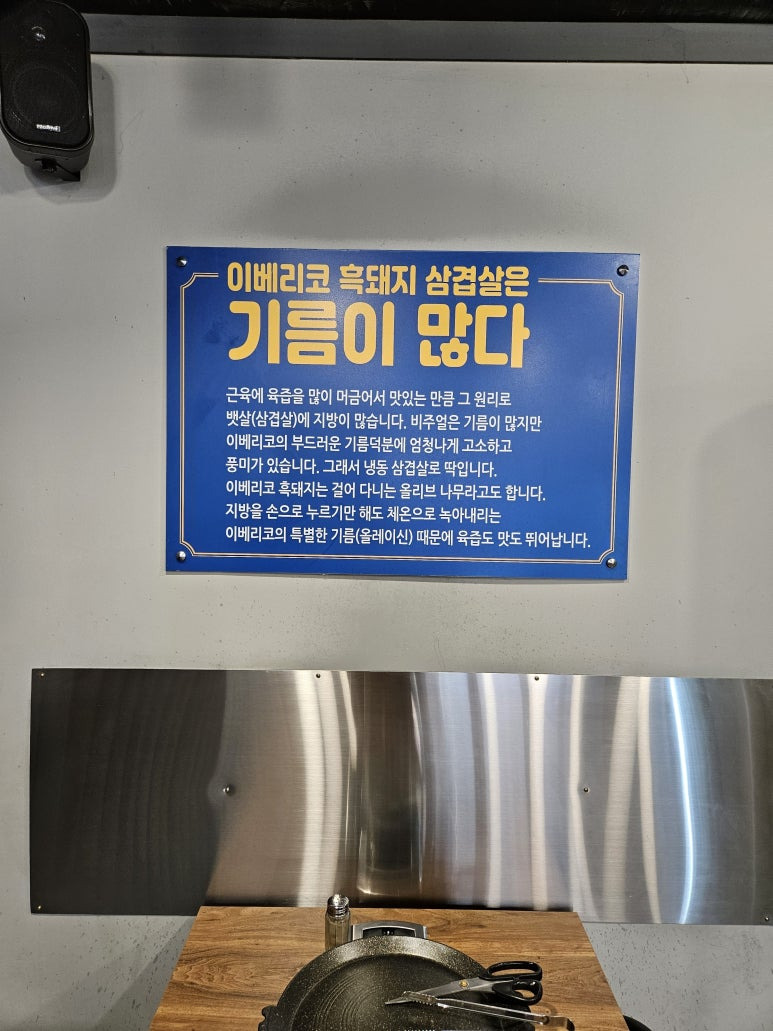 이베리코 흑돼지 삼겹살은
기름이 많다
근육에 육즙을 많이 머금어서 맛있는 만큼 그 원리로
뱃살(삼겹살)에 지방이 많습니다. 비주얼은 기름이 많지만
이베리코의 부드러운 기름덕분에 엄청나게 고소하고
풍미가 있습니다. 그래서 냉동 삼겹살로 딱입니다.
이베리코 흑돼지는 걸어 다니는 올리브 나무라고도 합니다.
지방을 손으로 누르기만 해도 체온으로 녹아내리는
이베리코의 특별한 기름(올레이신) 때문에 육즙도 맛도 뛰어납니다.